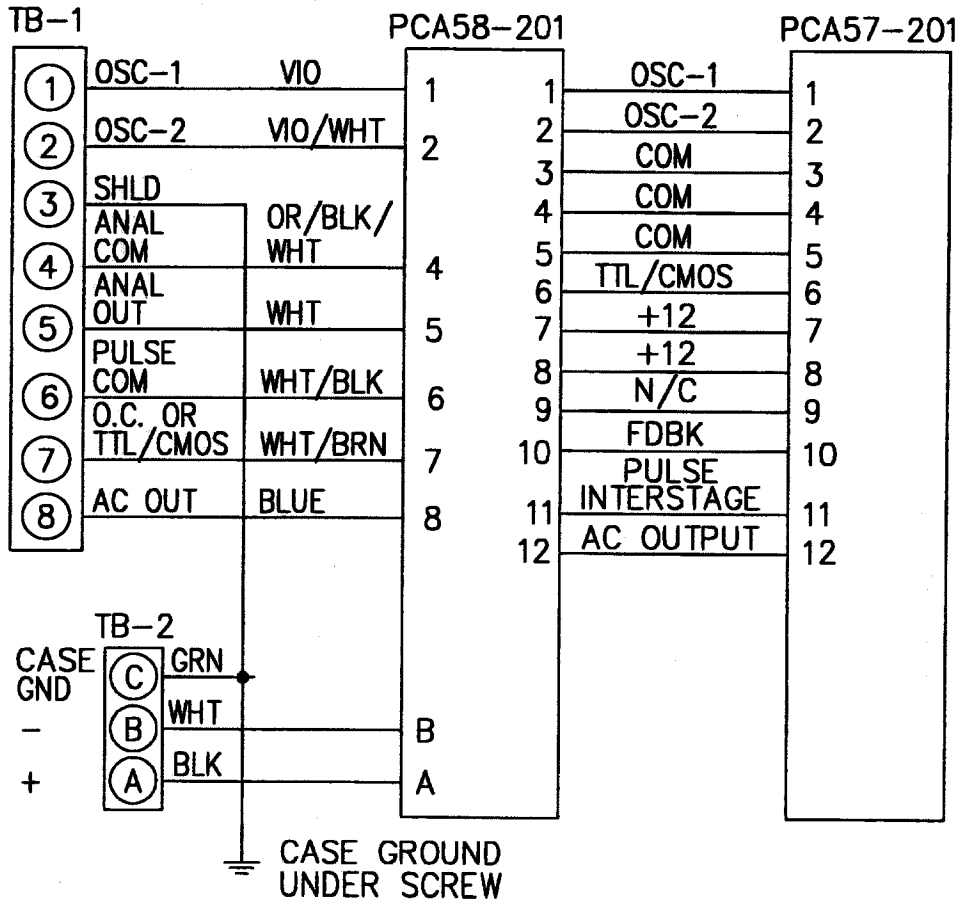 TB-1
PCA58-201
PCA57-201
1 OSC-1 VIO 1
2 OSC-2 VIO/WHT 2
3 SHLD
4 ANAL COM OR/BLK/WHT 4
5 ANAL OUT WHT 5
6 PULSE COM WHT/BLK 6
7 O.C. OR TTL/CMOS WHT/BRN 7
8 AC OUT BLUE 8
1 OSC-1 1
2 OSC-2 2
3 COM 3
4 COM 4
5 COM 5
6 TTL/CMOS 6
7 +12 7
8 +12 8
9 N/C 9
10 FDBK 10
11 PULSE INTERSTAGE 11
12 AC OUTPUT 12
TB-2
CASE GND C GRN
- B WHT B
+ A BLK A
CASE GROUND
UNDER SCREW